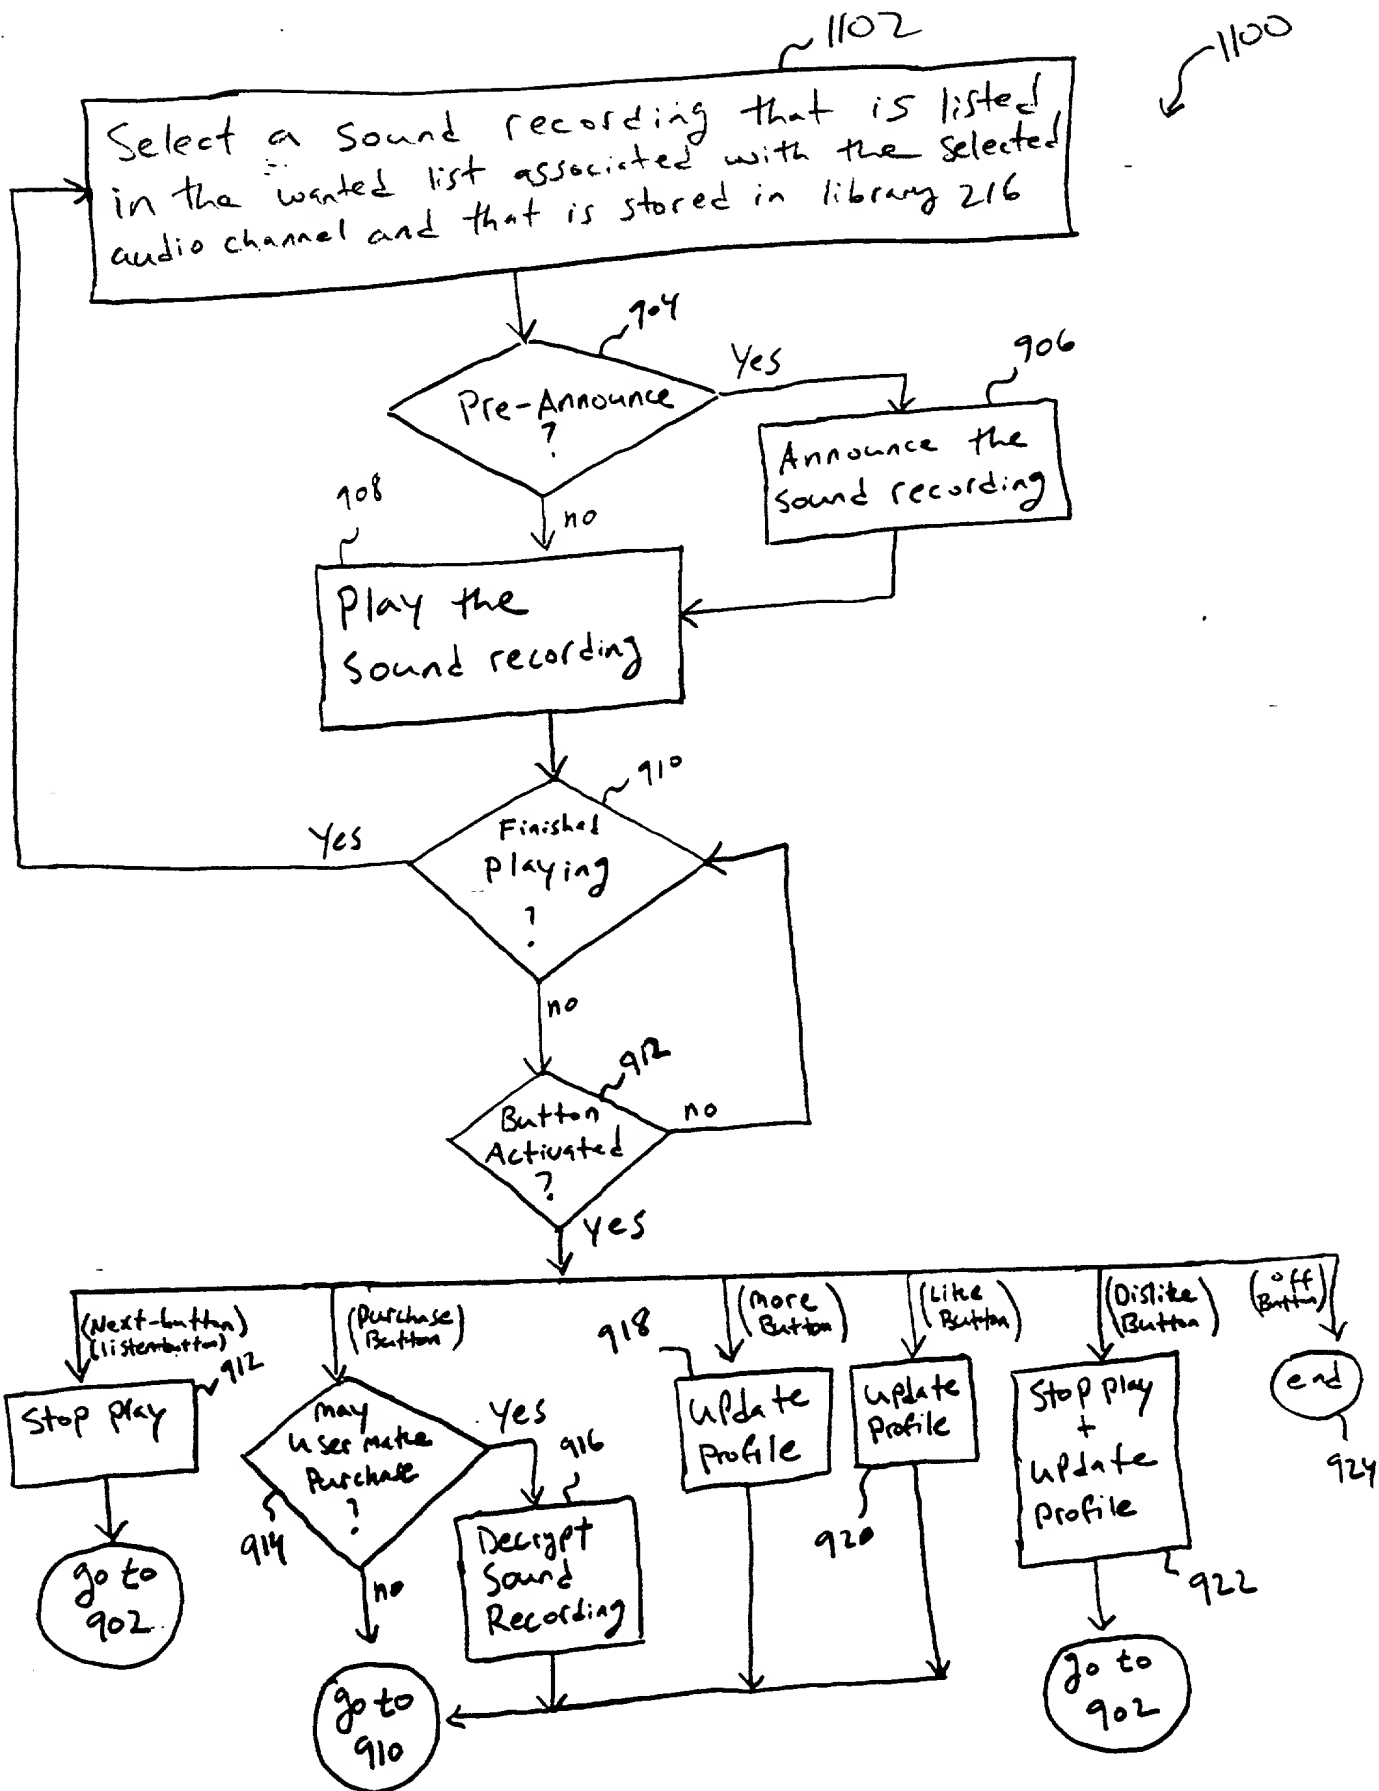 1102
1100
Select a sound recording that is listed
in the wanted list associated with the selected
audio channel and that is stored in library 216
904
Yes
906
Pre-Announce
?
Announce the
sound recording
no
908
Play the
sound recording
910
Yes
Finished
playing
?
no
912
Button
Activated
?
no
yes
(Next-button)
(listen button)
912
Stop play
go to
902
(Purchase
Button)
may
user make
Purchase
?
914
Yes
916
no
Decrypt
Sound
Recording
go to
910
918
(more
Button)
update
profile
(Like
Button)
update
profile
920
(Dislike
Button)
Stop play
+
update
profile
922
go to
902
(off
Button)
end
924